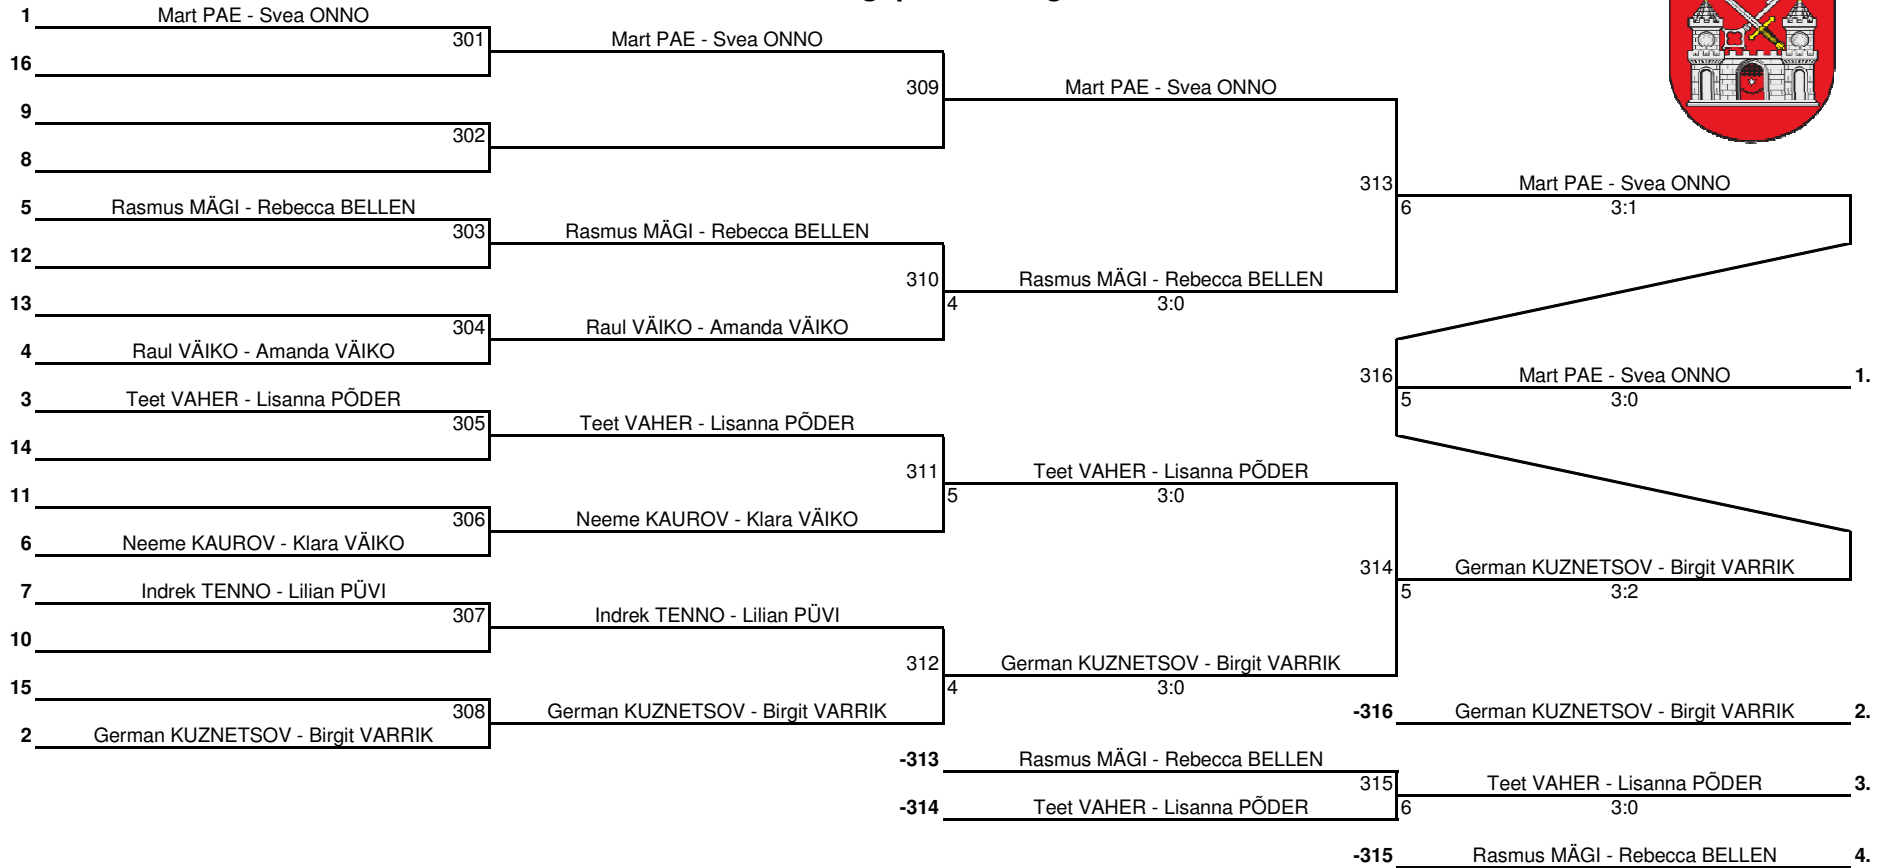 1 Mart PAE - Svea ONNO
301 Mart PAE - Svea ONNO
16
309 Mart PAE - Svea ONNO
9
302
8
313 Mart PAE - Svea ONNO
6 3:1
5 Rasmus MÄGI - Rebecca BELLEN
303 Rasmus MÄGI - Rebecca BELLEN
12
310 Rasmus MÄGI - Rebecca BELLEN
4 3:0
13
304 Raul VÄIKO - Amanda VÄIKO
4 Raul VÄIKO - Amanda VÄIKO
316 Mart PAE - Svea ONNO 1.
5 3:0
3 Teet VAHER - Lisanna PÕDER
305 Teet VAHER - Lisanna PÕDER
14
311 Teet VAHER - Lisanna PÕDER
5 3:0
11
306 Neeme KAUROV - Klara VÄIKO
6 Neeme KAUROV - Klara VÄIKO
314 German KUZNETSOV - Birgit VARRIK
5 3:2
7 Indrek TENNO - Lilian PÜVI
307 Indrek TENNO - Lilian PÜVI
10
312 German KUZNETSOV - Birgit VARRIK
4 3:0
15
308 German KUZNETSOV - Birgit VARRIK
2 German KUZNETSOV - Birgit VARRIK
-316 German KUZNETSOV - Birgit VARRIK 2.
-313 Rasmus MÄGI - Rebecca BELLEN
315 Teet VAHER - Lisanna PÕDER 3.
-314 Teet VAHER - Lisanna PÕDER
6 3:0
-315 Rasmus MÄGI - Rebecca BELLEN 4.